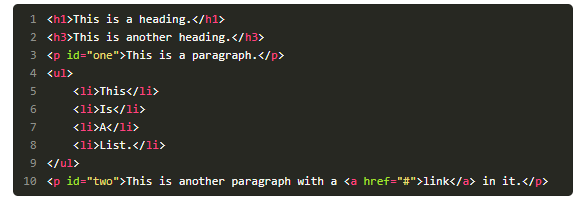 1 <h1>This is a heading.</h1>
2 <h3>This is another heading.</h3>
3 <p id="one">This is a paragraph.</p>
4 <ul>
5     <li>This</li>
6     <li>Is</li>
7     <li>A</li>
8     <li>List.</li>
9 </ul>
10 <p id="two">This is another paragraph with a <a href="#">link</a> in it.</p>